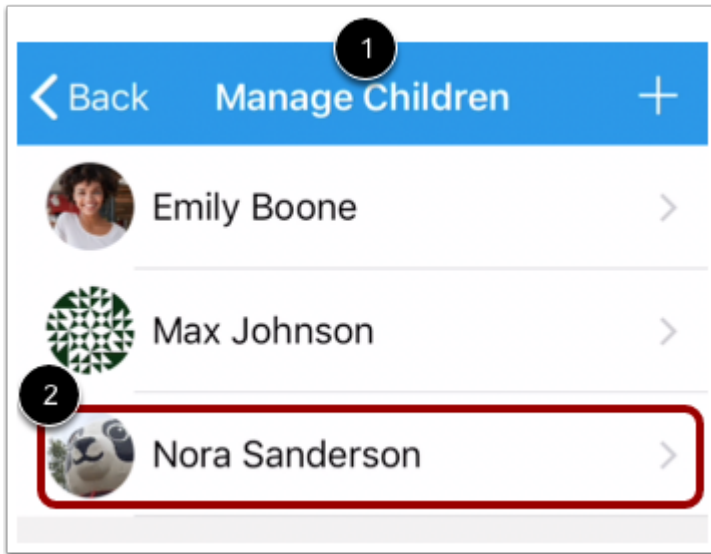 1
Back Manage Children +
Emily Boone
Max Johnson
2
Nora Sanderson